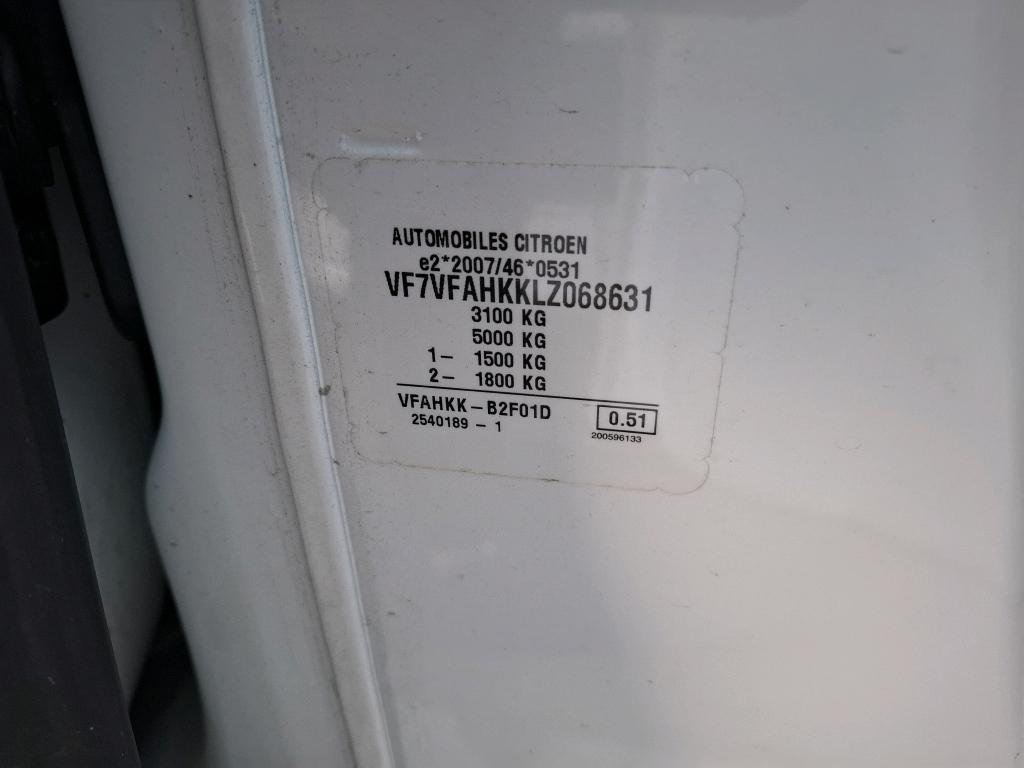 AUTOMOBILES CITROEN
e2*2007/46*0531
VF7VFAHKKLZ068631
3100 KG
5000 KG
1- 1500 KG
2- 1800 KG
VFAHKK-B2F01D 0.51
2540189 - 1 200596133